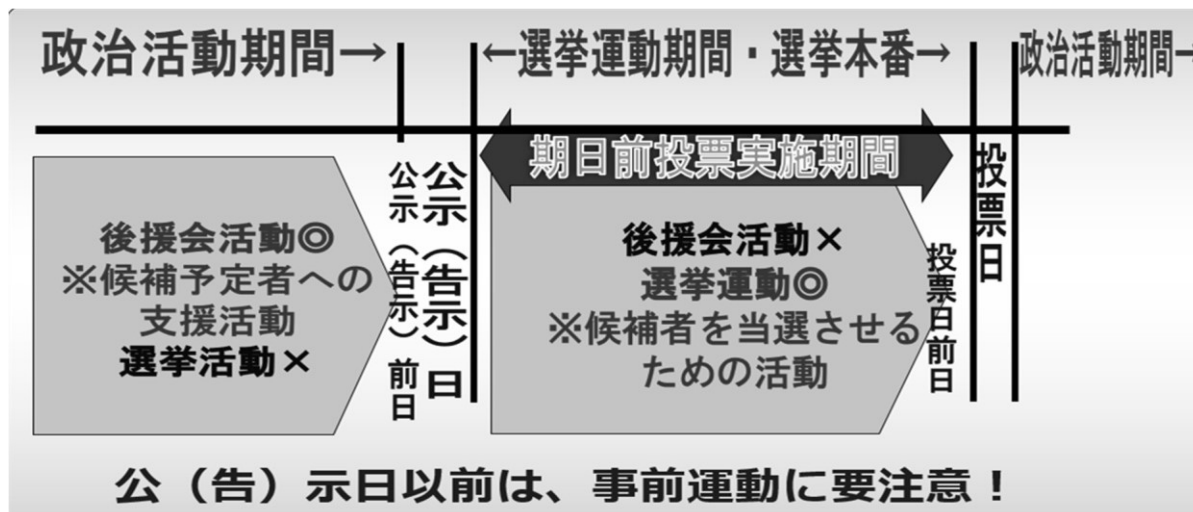 政治活動期間→
←選挙運動期間・選挙本番→
政治活動期間→
期日前投票実施期間
後援会活動◎
※候補予定者への
支援活動
選挙活動×
公示（告示）前日
公示（告示）日
後援会活動×
選挙運動◎
※候補者を当選させる
ための活動
投票日前日
投票日
公（告）示日以前は、事前運動に要注意！